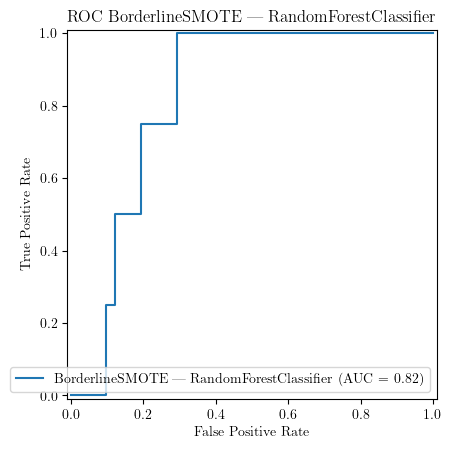 ROC BorderlineSMOTE — RandomForestClassifier
1.0
0.8
0.6
0.4
0.2
0.0
True Positive Rate
BorderlineSMOTE — RandomForestClassifier (AUC = 0.82)
0.0 0.2 0.4 0.6 0.8 1.0
False Positive Rate